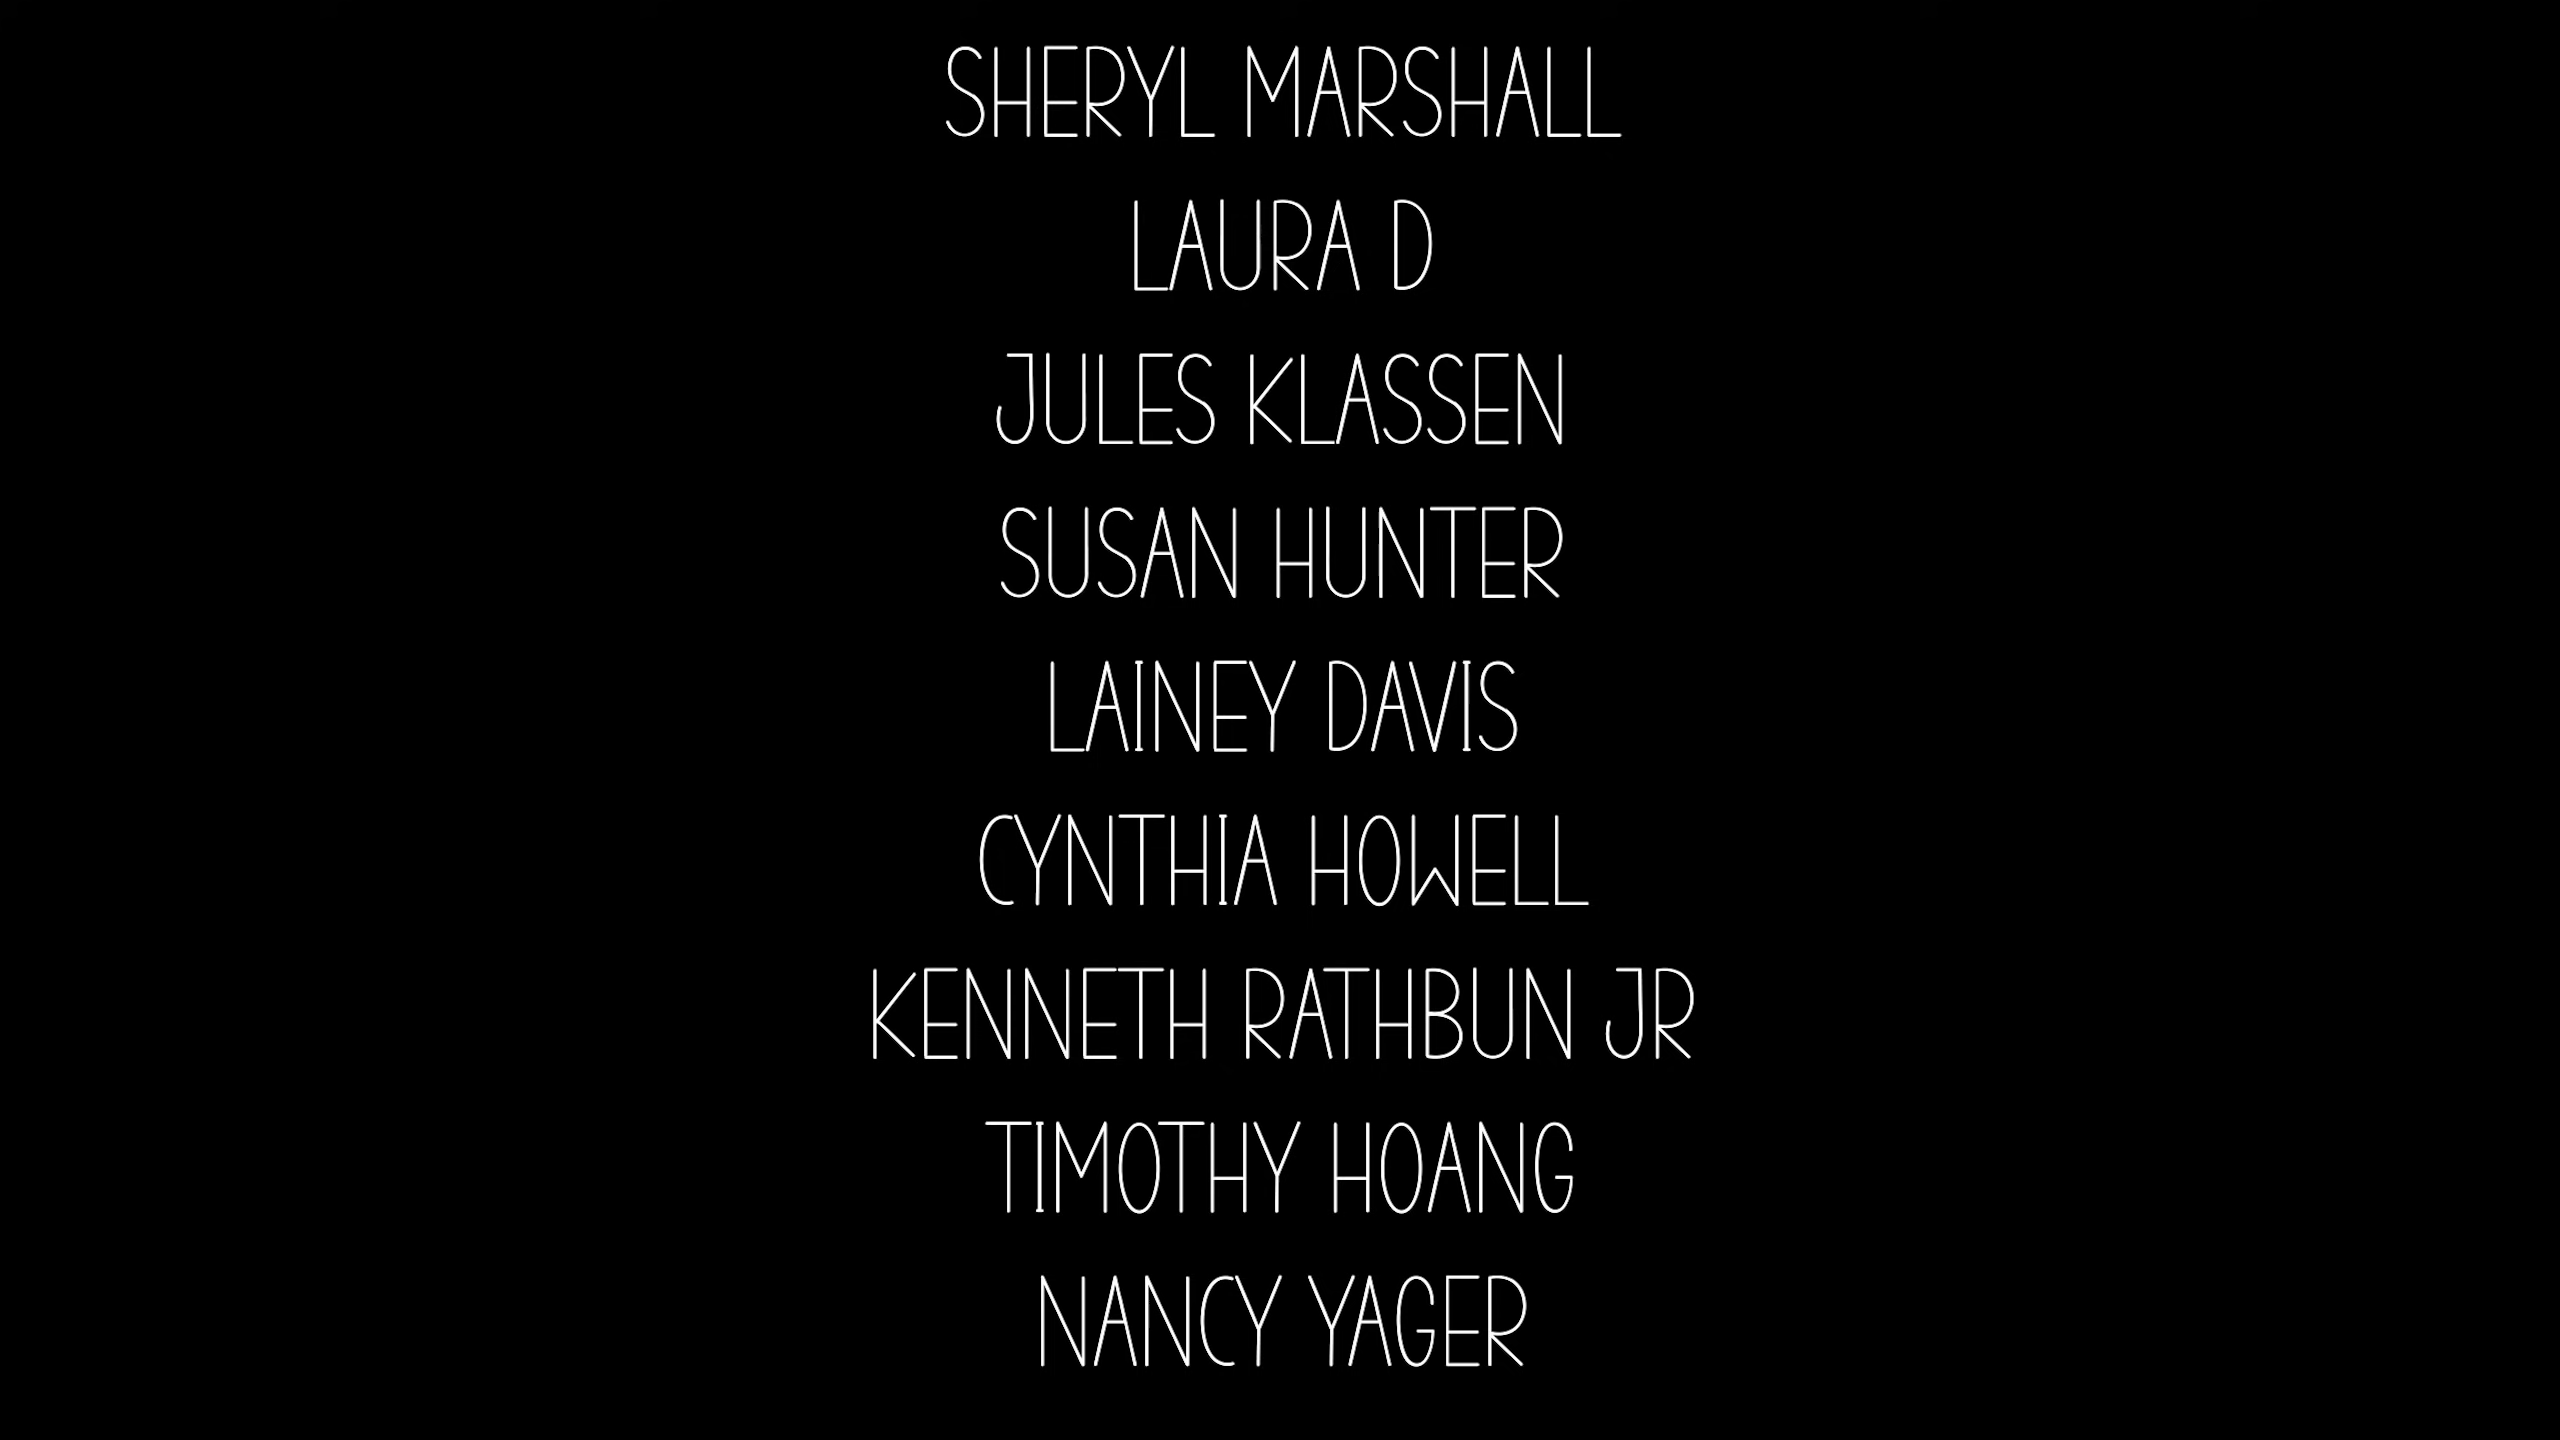 SHERYL MARSHALL
LAURA D
JULES KLASSEN
SUSAN HUNTER
LAINEY DAVIS
CYNTHIA HOWELL
KENNETH RATHBUN JR
TIMOTHY HOANG
NANCY YAGER